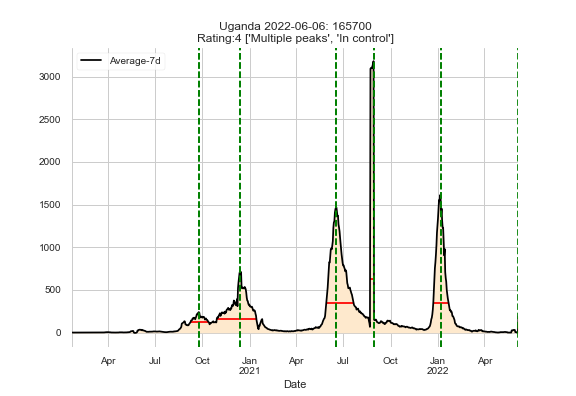 Uganda 2022-06-06: 165700
Rating:4 ['Multiple peaks', 'In control']
Average-7d
3000
2500
2000
1500
1000
500
0
Apr Jul Oct Jan Apr Jul Oct Jan Apr
2021 2022
Date